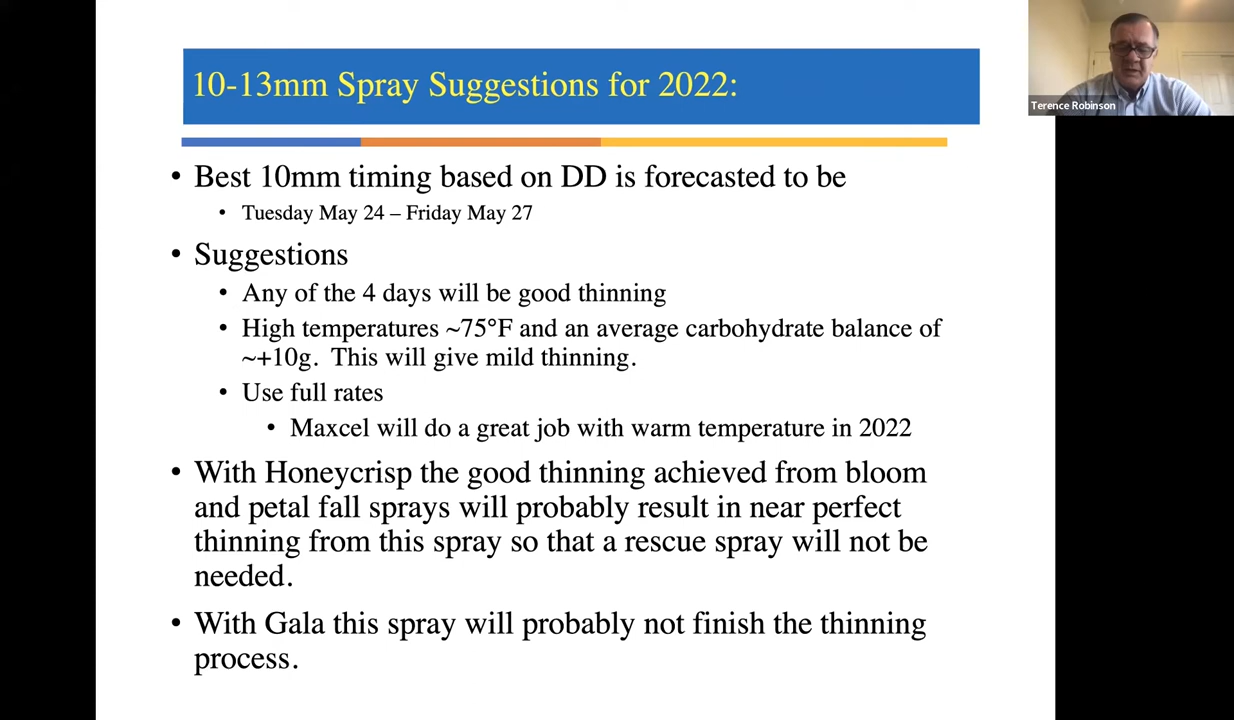 10-13mm Spray Suggestions for 2022:
Terence Robinson
• Best 10mm timing based on DD is forecasted to be
• Tuesday May 24 – Friday May 27
• Suggestions
• Any of the 4 days will be good thinning
• High temperatures ~75°F and an average carbohydrate balance of
~+10g. This will give mild thinning.
• Use full rates
• Maxcel will do a great job with warm temperature in 2022
• With Honeycrisp the good thinning achieved from bloom
and petal fall sprays will probably result in near perfect
thinning from this spray so that a rescue spray will not be
needed.
• With Gala this spray will probably not finish the thinning
process.